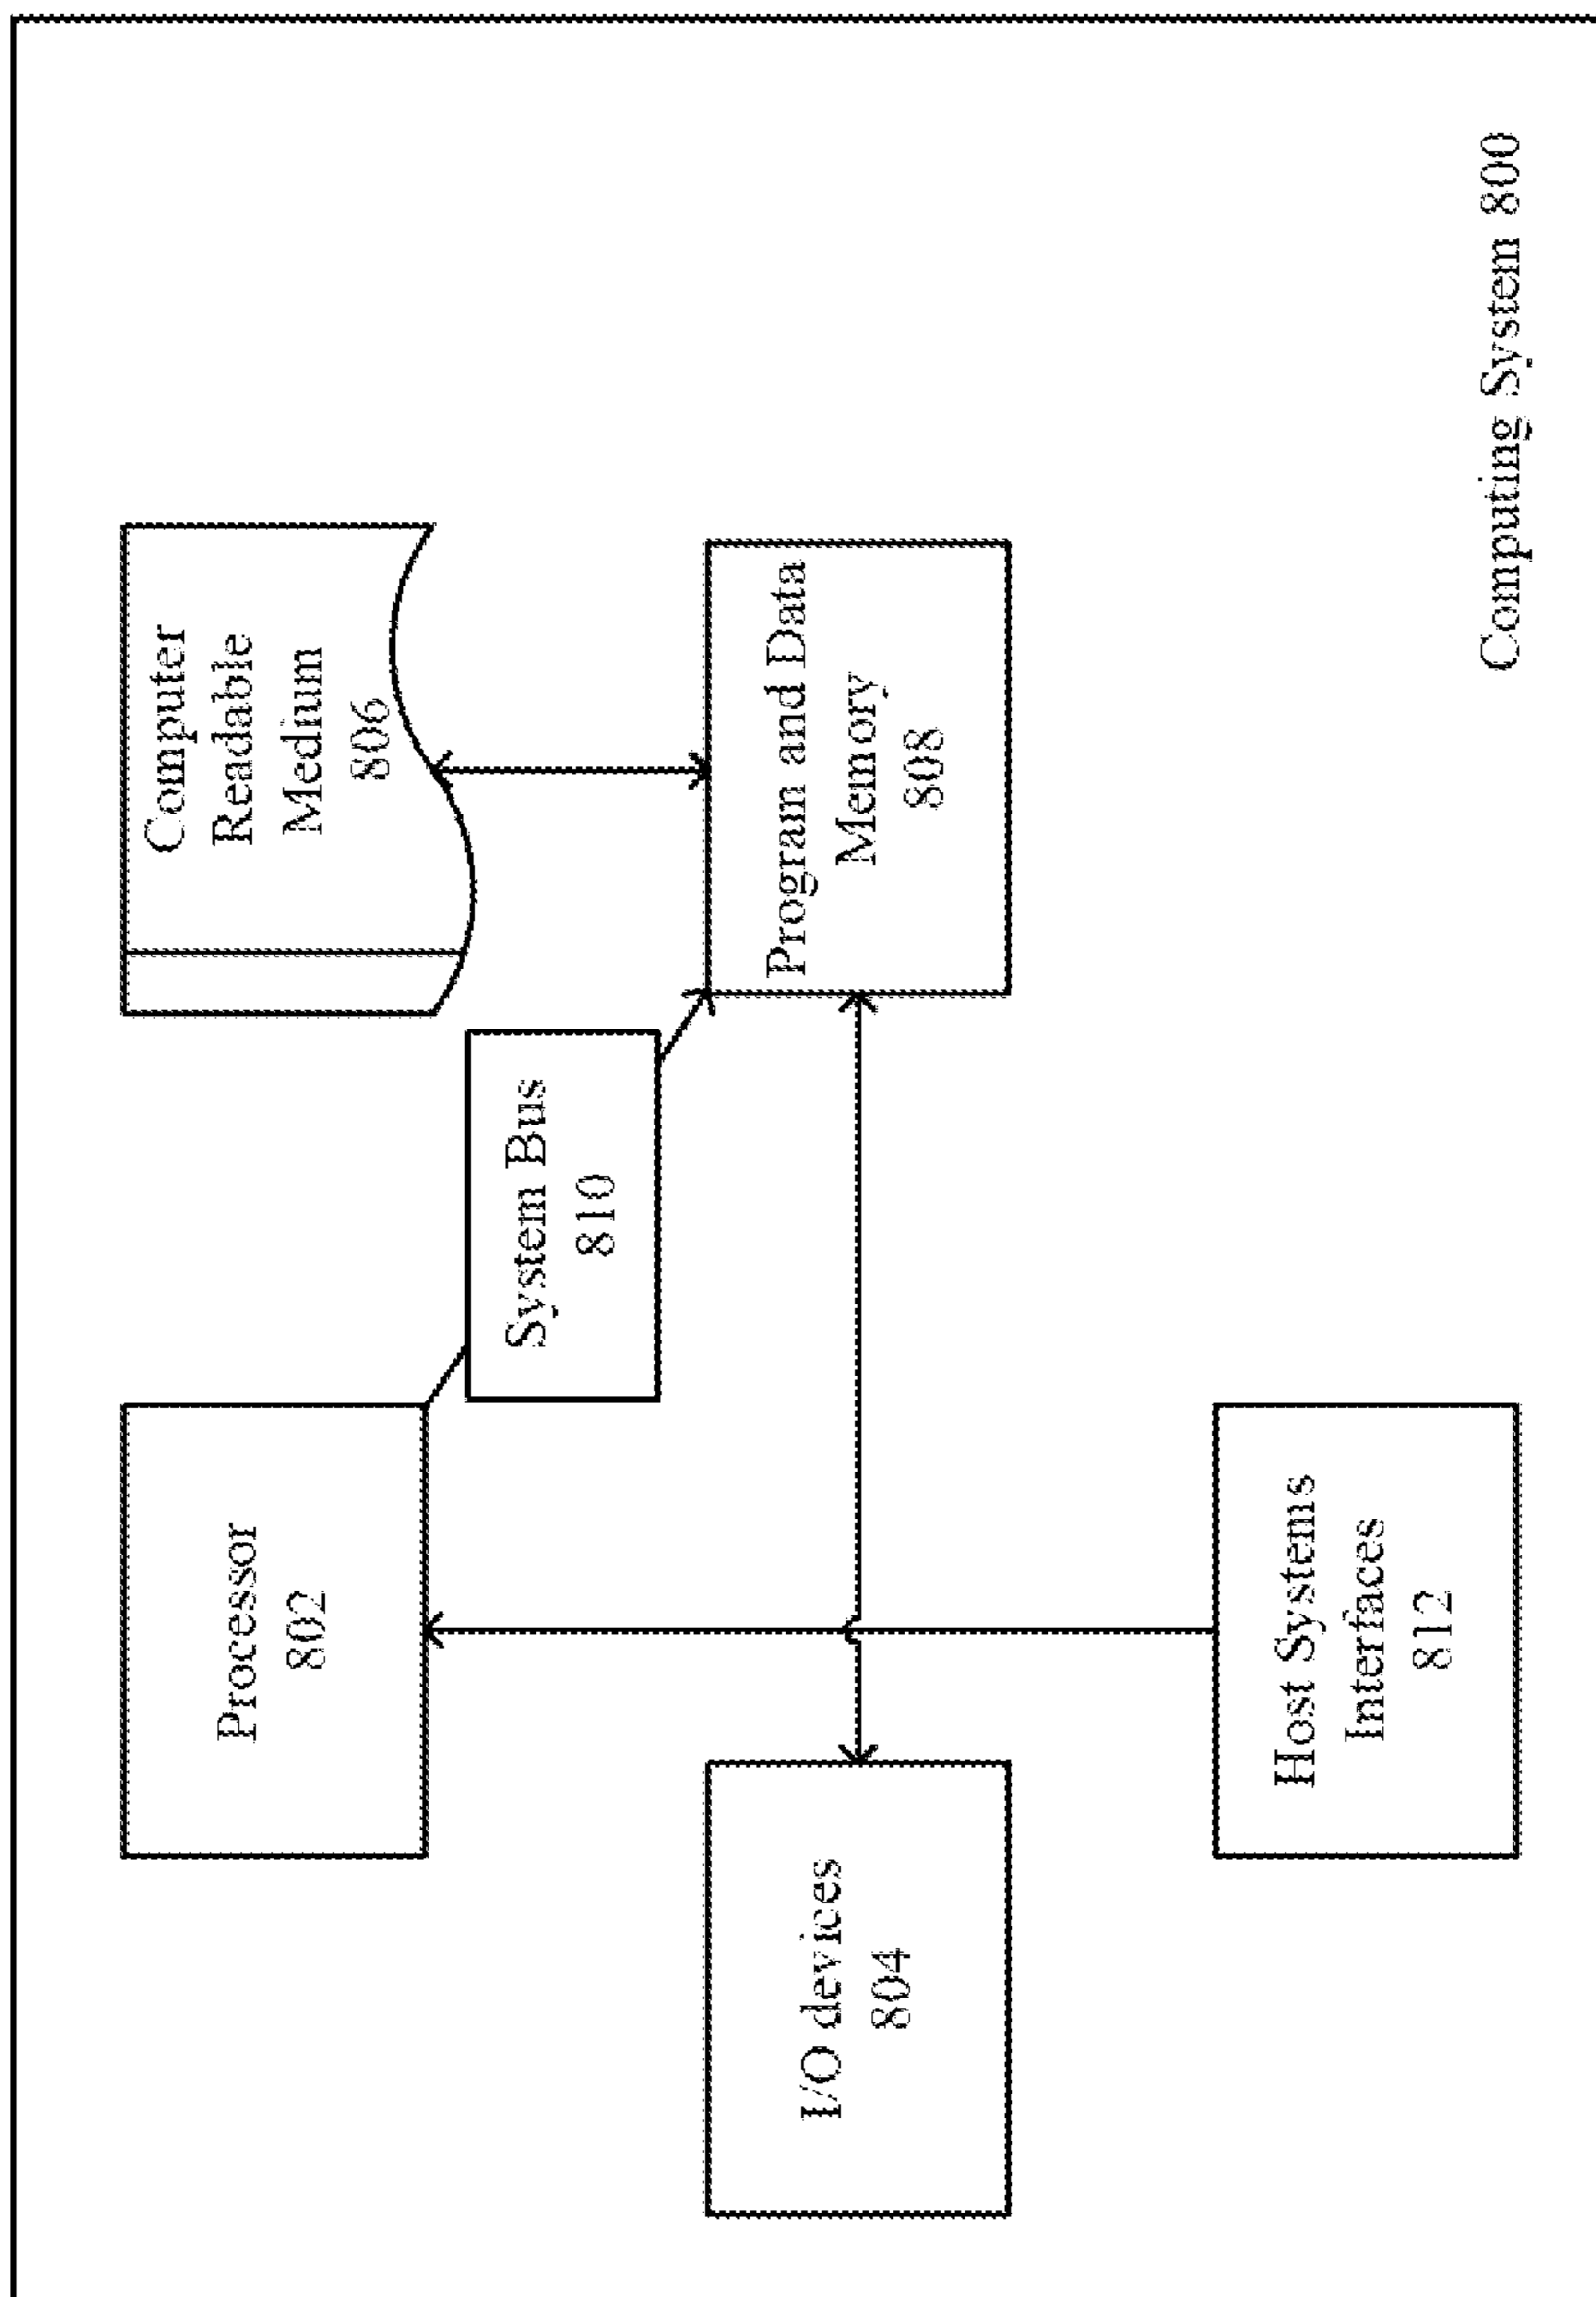 Processor
802
Computer
Readable
Medium
806
System Bus
810
I/O devices
804
Program and Data
Memory
808
Host Systems
Interfaces
812
Computing System 800